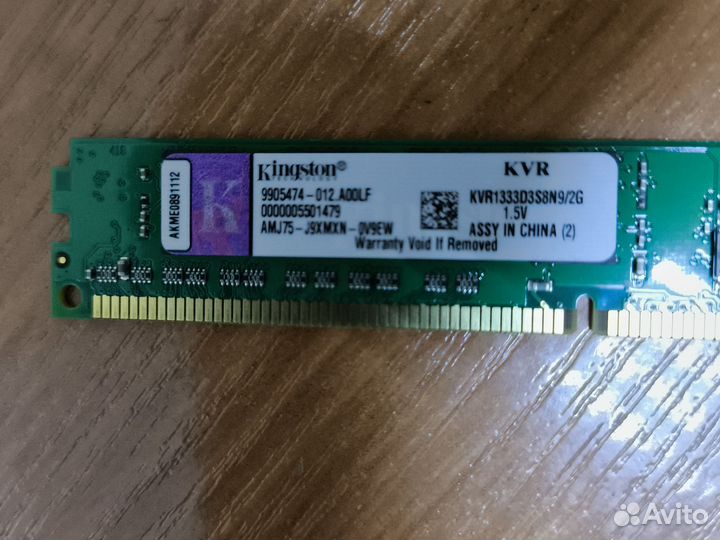 418
AKME0891112
K
Kingston®
KVR
9905474-012.A00LF
KVR1333D3S8N9/2G
0000005501479
1.5V
AMJ75-J9XMXN-0V9EW
ASSY IN CHINA (2)
Warranty Void If Removed
Avito